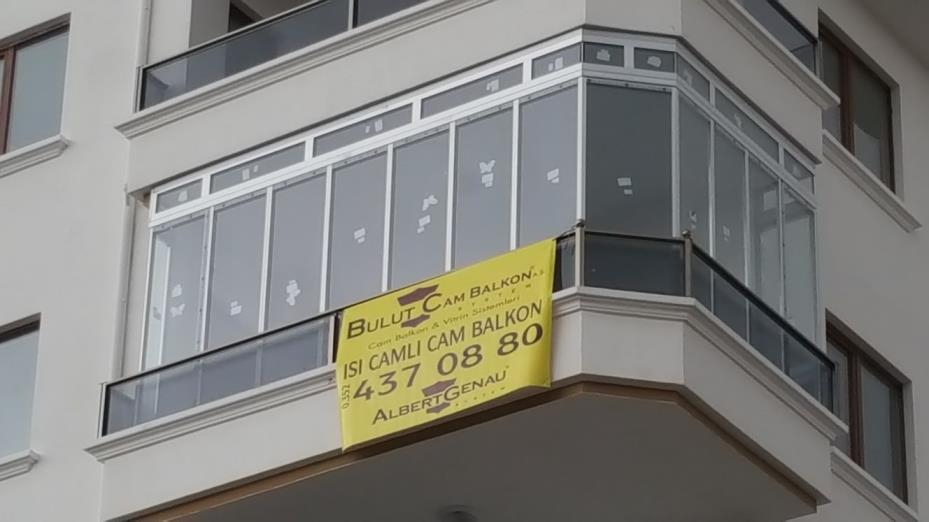 BULUT CAM BALKON A.Ş.
SYSTEM
Cam Balkon & Vitrin Sistemleri
ISI CAMLI CAM BALKON
0.352 437 08 80
ALBERTGENAU
SYSTEM